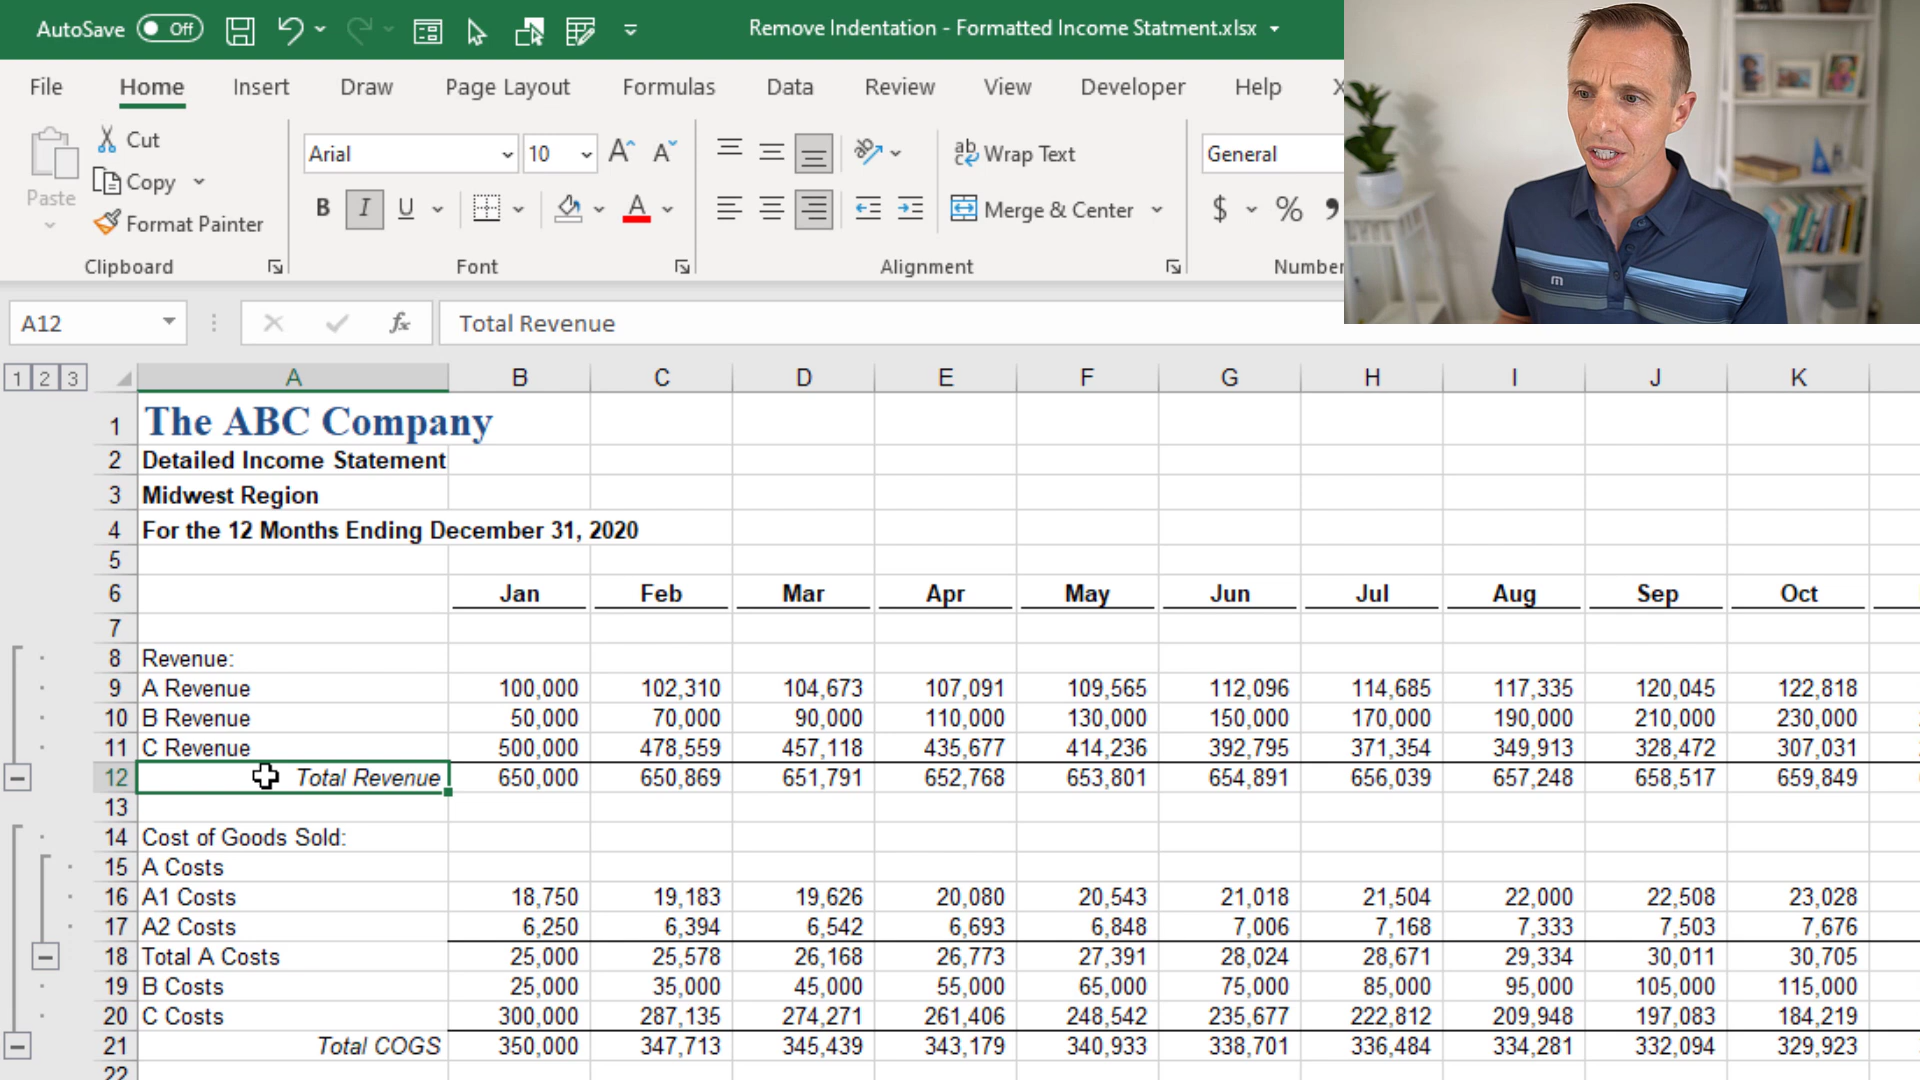 AutoSave Off Remove Indentation - Formatted Income Statment.xlsx
File Home Insert Draw Page Layout Formulas Data Review View Developer Help X
Paste Cut Arial 10 A A ab c Wrap Text General
Copy B I U A Merge & Center $ % ,
Format Painter
Clipboard Font Alignment Number
A12 fx Total Revenue
1 2 3 A B C D E F G H I J K
1 The ABC Company
2 Detailed Income Statement
3 Midwest Region
4 For the 12 Months Ending December 31, 2020
5
6 Jan Feb Mar Apr May Jun Jul Aug Sep Oct
7
8 Revenue:
9 A Revenue 100,000 102,310 104,673 107,091 109,565 112,096 114,685 117,335 120,045 122,818
10 B Revenue 50,000 70,000 90,000 110,000 130,000 150,000 170,000 190,000 210,000 230,000
11 C Revenue 500,000 478,559 457,118 435,677 414,236 392,795 371,354 349,913 328,472 307,031
12 Total Revenue 650,000 650,869 651,791 652,768 653,801 654,891 656,039 657,248 658,517 659,849
13
14 Cost of Goods Sold:
15 A Costs
16 A1 Costs 18,750 19,183 19,626 20,080 20,543 21,018 21,504 22,000 22,508 23,028
17 A2 Costs 6,250 6,394 6,542 6,693 6,848 7,006 7,168 7,333 7,503 7,676
18 Total A Costs 25,000 25,578 26,168 26,773 27,391 28,024 28,671 29,334 30,011 30,705
19 B Costs 25,000 35,000 45,000 55,000 65,000 75,000 85,000 95,000 105,000 115,000
20 C Costs 300,000 287,135 274,271 261,406 248,542 235,677 222,812 209,948 197,083 184,219
21 Total COGS 350,000 347,713 345,439 343,179 340,933 338,701 336,484 334,281 332,094 329,923
22